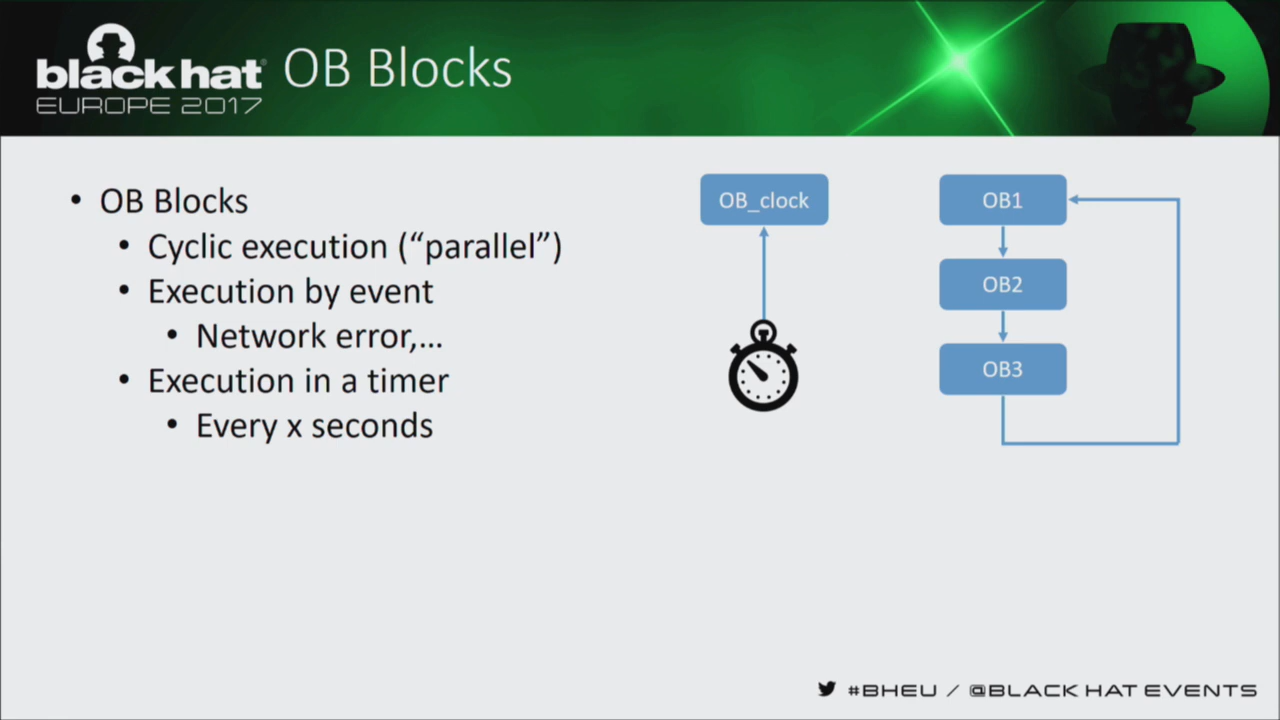 black hat
EUROPE 2017
OB Blocks
• OB Blocks
• Cyclic execution (“parallel”)
• Execution by event
• Network error,...
• Execution in a timer
• Every x seconds
OB_clock
OB1
OB2
OB3
#BHEU / @BLACK HAT EVENTS